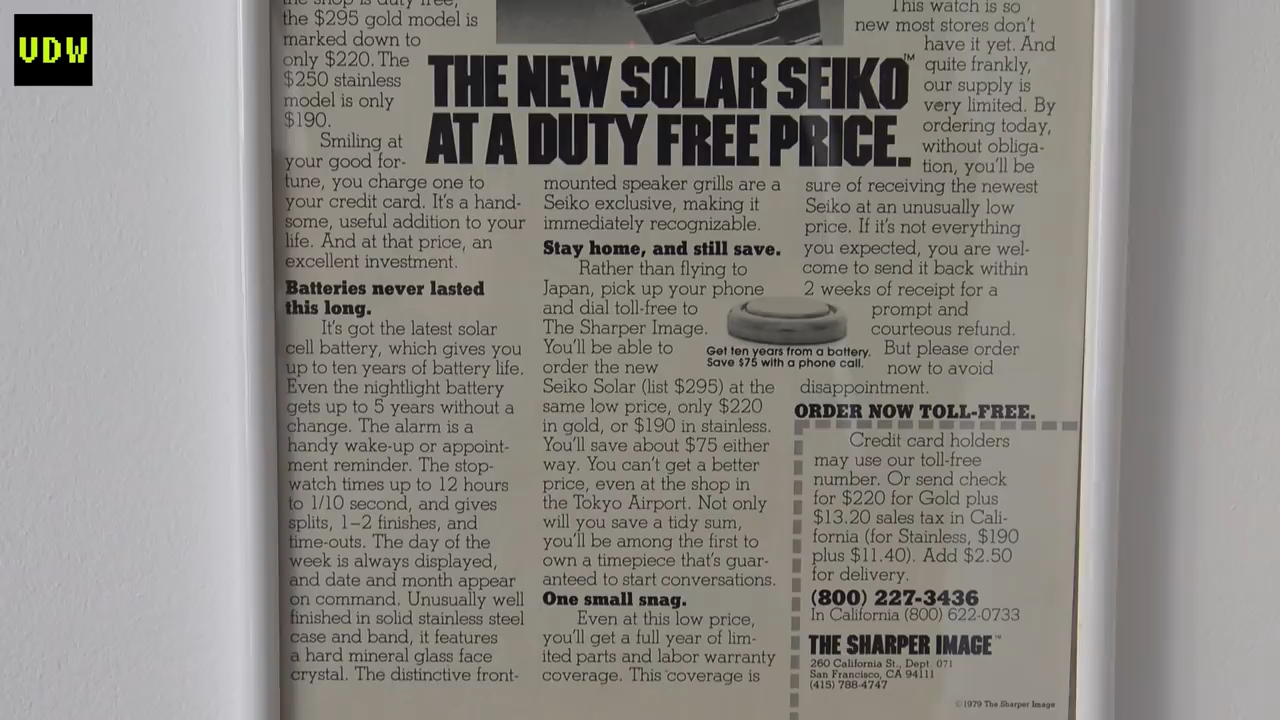 VDW
the shop is duty free,
the $295 gold model is
marked down to
only $220. The
$250 stainless
model is only
$190.
Smiling at
your good for-
tune, you charge one to
your credit card. It's a hand-
some, useful addition to your
life. And at that price, an
excellent investment.
Batteries never lasted
this long.
It's got the latest solar
cell battery, which gives you
up to ten years of battery life.
Even the nightlight battery
gets up to 5 years without a
change. The alarm is a
handy wake-up or appoint-
ment reminder. The stop-
watch times up to 12 hours
to 1/10 second, and gives
splits, 1–2 finishes, and
time-outs. The day of the
week is always displayed,
and date and month appear
on command. Unusually well
finished in solid stainless steel
case and band, it features
a hard mineral glass face
crystal. The distinctive front-
THE NEW SOLAR SEIKO™
AT A DUTY FREE PRICE.
mounted speaker grills are a
Seiko exclusive, making it
immediately recognizable.
Stay home, and still save.
Rather than flying to
Japan, pick up your phone
and dial toll-free to
The Sharper Image.
You'll be able to
order the new
Seiko Solar (list $295) at the
same low price, only $220
in gold, or $190 in stainless.
You'll save about $75 either
way. You can't get a better
price, even at the shop in
the Tokyo Airport. Not only
will you save a tidy sum,
you'll be among the first to
own a timepiece that's guar-
anteed to start conversations.
One small snag.
Even at this low price,
you'll get a full year of lim-
ited parts and labor warranty
coverage. This coverage is
Get ten years from a battery.
Save $75 with a phone call.
This watch is so
new most stores don't
have it yet. And
quite frankly,
our supply is
very limited. By
ordering today,
without obliga-
tion, you'll be
sure of receiving the newest
Seiko at an unusually low
price. If it's not everything
you expected, you are wel-
come to send it back within
2 weeks of receipt for a
prompt and
courteous refund.
But please order
now to avoid
disappointment.
ORDER NOW TOLL-FREE.
Credit card holders
may use our toll-free
number. Or send check
for $220 for Gold plus
$13.20 sales tax in Cali-
fornia (for Stainless, $190
plus $11.40). Add $2.50
for delivery.
(800) 227-3436
In California (800) 622-0733
THE SHARPER IMAGE™
260 California St., Dept. 071
San Francisco, CA 94111
(415) 788-4747
©1979 The Sharper Image